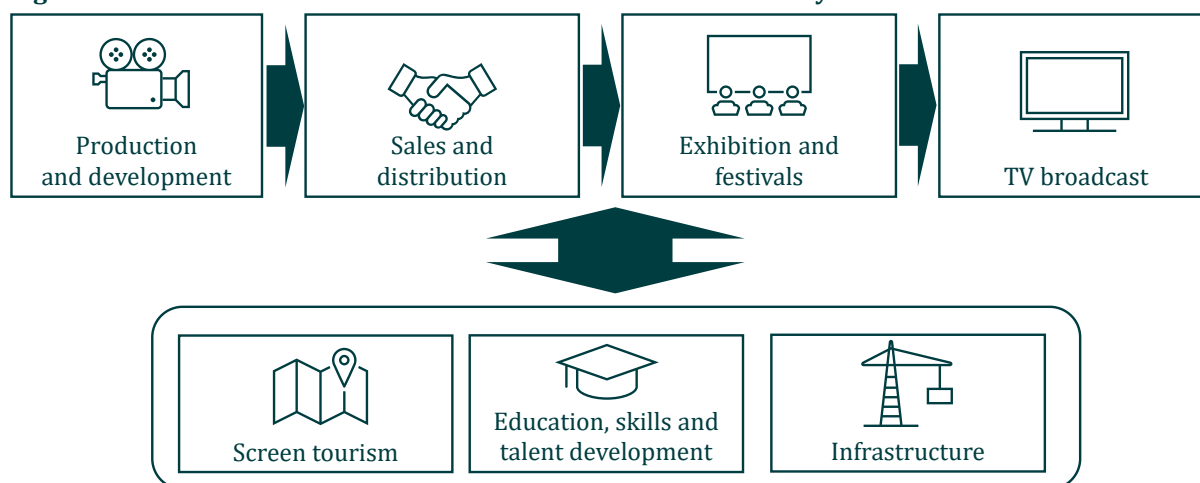 Production
and development
Sales and
distribution
Exhibition and
festivals
TV broadcast
Screen tourism
Education, skills and
talent development
Infrastructure